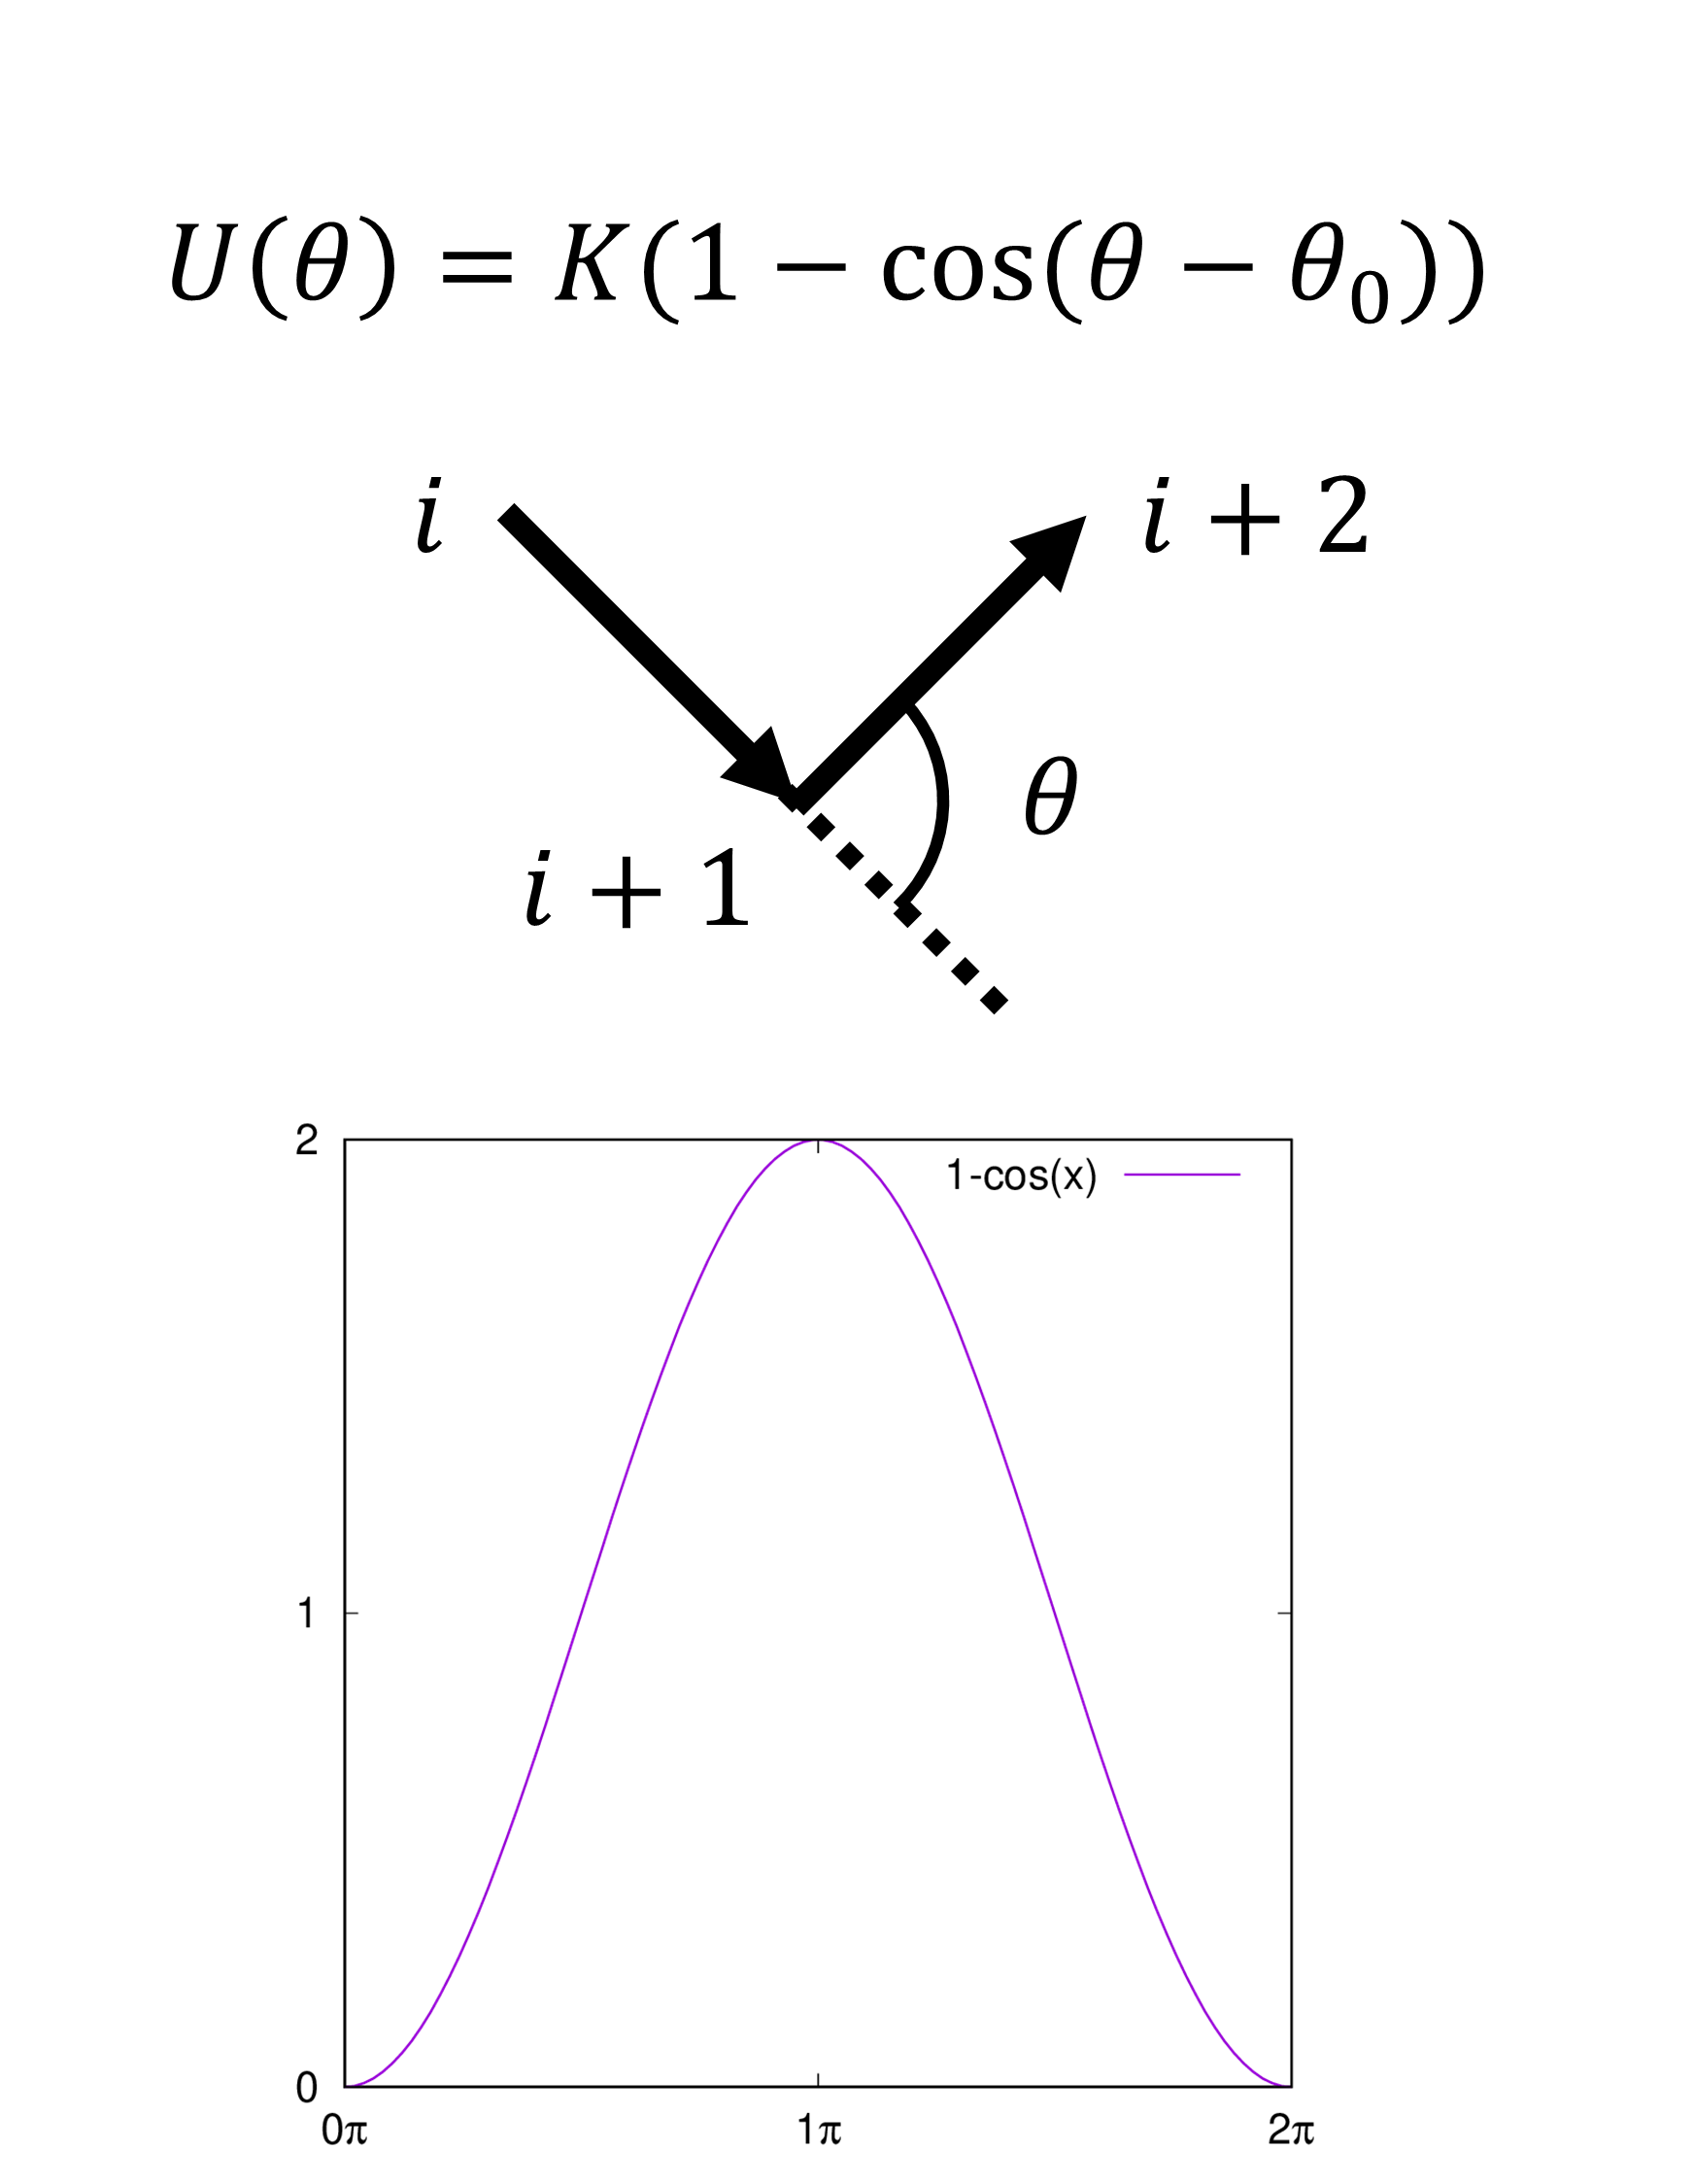 U(θ) = K(1 − cos(θ − θ₀))
i
i + 2
θ
i + 1
2
1-cos(x)
1
0
0π 1π 2π